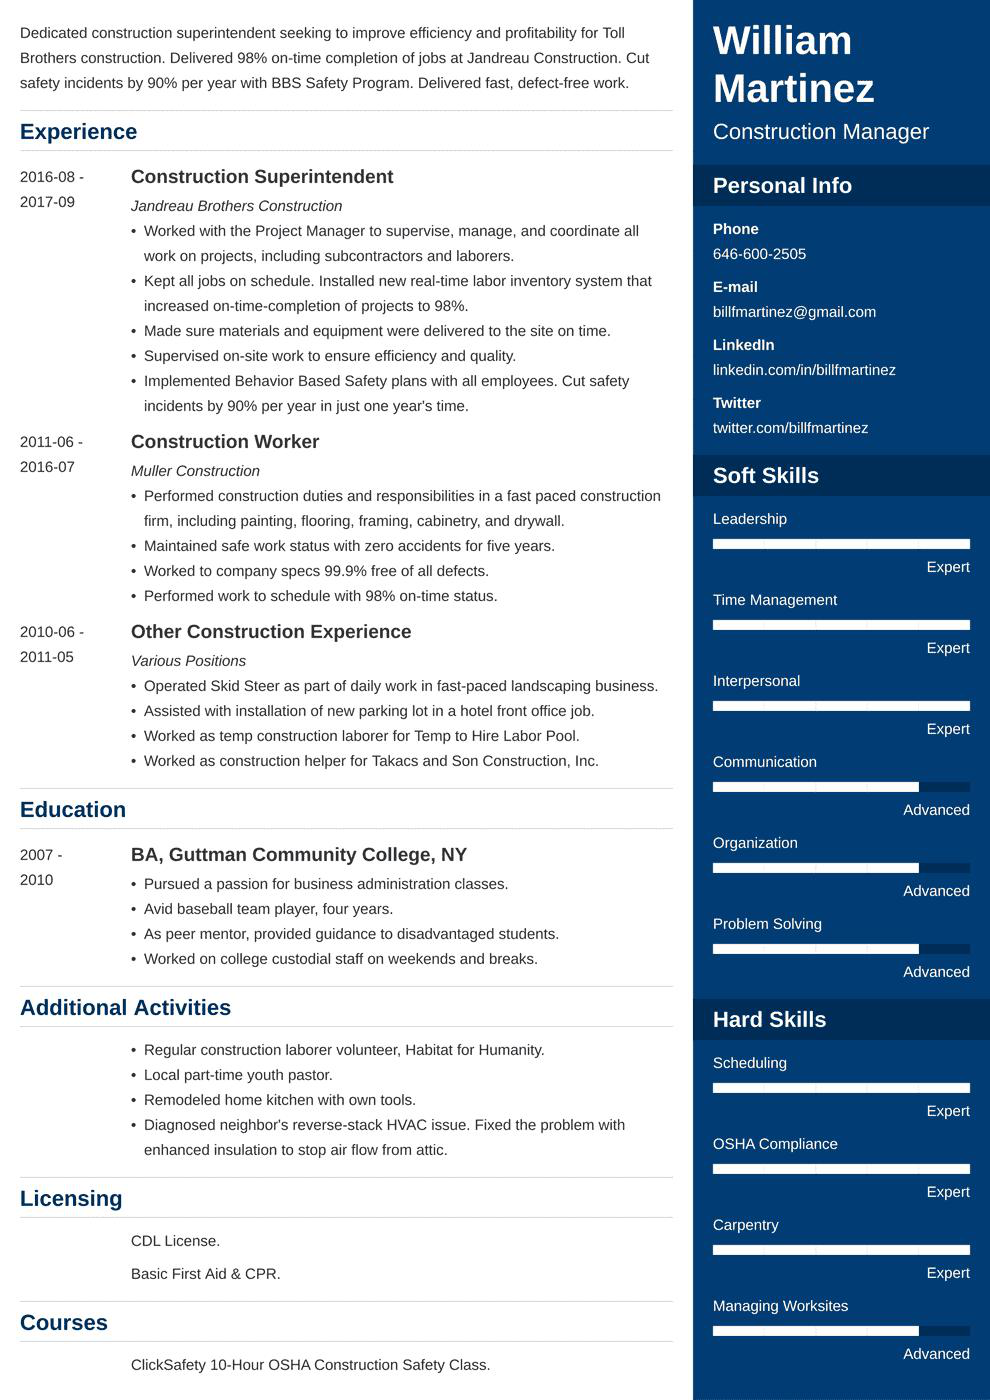 Dedicated construction superintendent seeking to improve efficiency and profitability for Toll
Brothers construction. Delivered 98% on-time completion of jobs at Jandreau Construction. Cut
safety incidents by 90% per year with BBS Safety Program. Delivered fast, defect-free work.
Experience
2016-08 -
2017-09
Construction Superintendent
Jandreau Brothers Construction
• Worked with the Project Manager to supervise, manage, and coordinate all
work on projects, including subcontractors and laborers.
• Kept all jobs on schedule. Installed new real-time labor inventory system that
increased on-time-completion of projects to 98%.
• Made sure materials and equipment were delivered to the site on time.
• Supervised on-site work to ensure efficiency and quality.
• Implemented Behavior Based Safety plans with all employees. Cut safety
incidents by 90% per year in just one year's time.
2011-06 -
2016-07
Construction Worker
Muller Construction
• Performed construction duties and responsibilities in a fast paced construction
firm, including painting, flooring, framing, cabinetry, and drywall.
• Maintained safe work status with zero accidents for five years.
• Worked to company specs 99.9% free of all defects.
• Performed work to schedule with 98% on-time status.
2010-06 -
2011-05
Other Construction Experience
Various Positions
• Operated Skid Steer as part of daily work in fast-paced landscaping business.
• Assisted with installation of new parking lot in a hotel front office job.
• Worked as temp construction laborer for Temp to Hire Labor Pool.
• Worked as construction helper for Takacs and Son Construction, Inc.
Education
2007 -
2010
BA, Guttman Community College, NY
• Pursued a passion for business administration classes.
• Avid baseball team player, four years.
• As peer mentor, provided guidance to disadvantaged students.
• Worked on college custodial staff on weekends and breaks.
Additional Activities
• Regular construction laborer volunteer, Habitat for Humanity.
• Local part-time youth pastor.
• Remodeled home kitchen with own tools.
• Diagnosed neighbor's reverse-stack HVAC issue. Fixed the problem with
enhanced insulation to stop air flow from attic.
Licensing
CDL License.
Basic First Aid & CPR.
Courses
ClickSafety 10-Hour OSHA Construction Safety Class.
William
Martinez
Construction Manager
Personal Info
Phone
646-600-2505
E-mail
billfmartinez@gmail.com
LinkedIn
linkedin.com/in/billfmartinez
Twitter
twitter.com/billfmartinez
Soft Skills
Leadership
Expert
Time Management
Expert
Interpersonal
Expert
Communication
Advanced
Organization
Advanced
Problem Solving
Advanced
Hard Skills
Scheduling
Expert
OSHA Compliance
Expert
Carpentry
Expert
Managing Worksites
Advanced